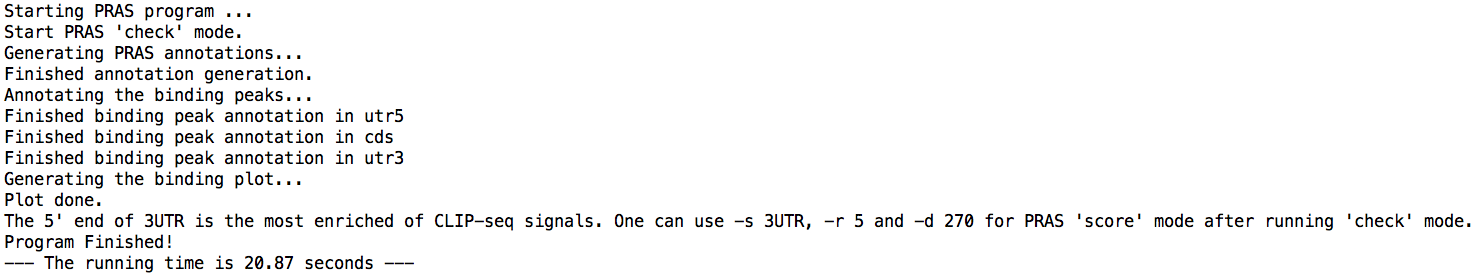 Starting PRAS program ...
Start PRAS 'check' mode.
Generating PRAS annotations...
Finished annotation generation.
Annotating the binding peaks...
Finished binding peak annotation in utr5
Finished binding peak annotation in cds
Finished binding peak annotation in utr3
Generating the binding plot...
Plot done.
The 5' end of 3UTR is the most enriched of CLIP-seq signals. One can use -s 3UTR, -r 5 and -d 270 for PRAS 'score' mode after running 'check' mode.
Program Finished!
--- The running time is 20.87 seconds ---